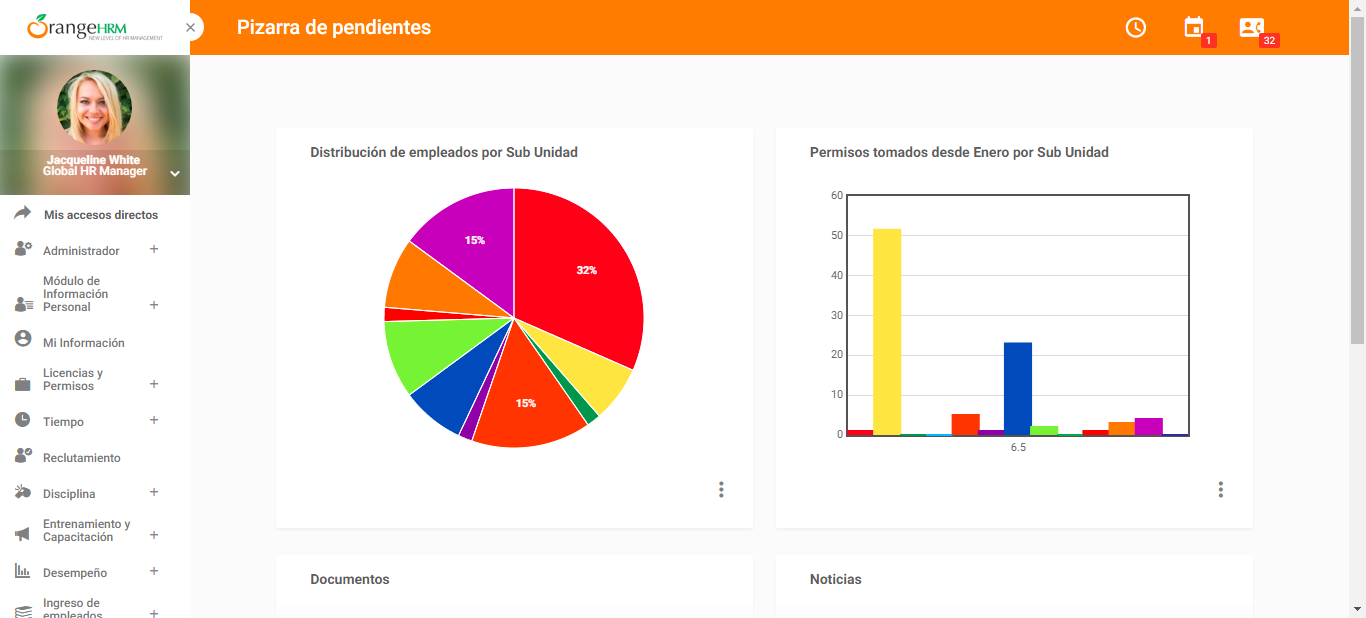 OrangeHRM
NEW LEVEL OF HR MANAGEMENT
Pizarra de pendientes
1
32
Jacqueline White
Global HR Manager
Mis accesos directos
Administrador
Módulo de
Información
Personal
Mi Información
Licencias y
Permisos
Tiempo
Reclutamiento
Disciplina
Entrenamiento y
Capacitación
Desempeño
Ingreso de
empleados
Distribución de empleados por Sub Unidad
15%
32%
15%
Permisos tomados desde Enero por Sub Unidad
60
50
40
30
20
10
0
6.5
Documentos
Noticias